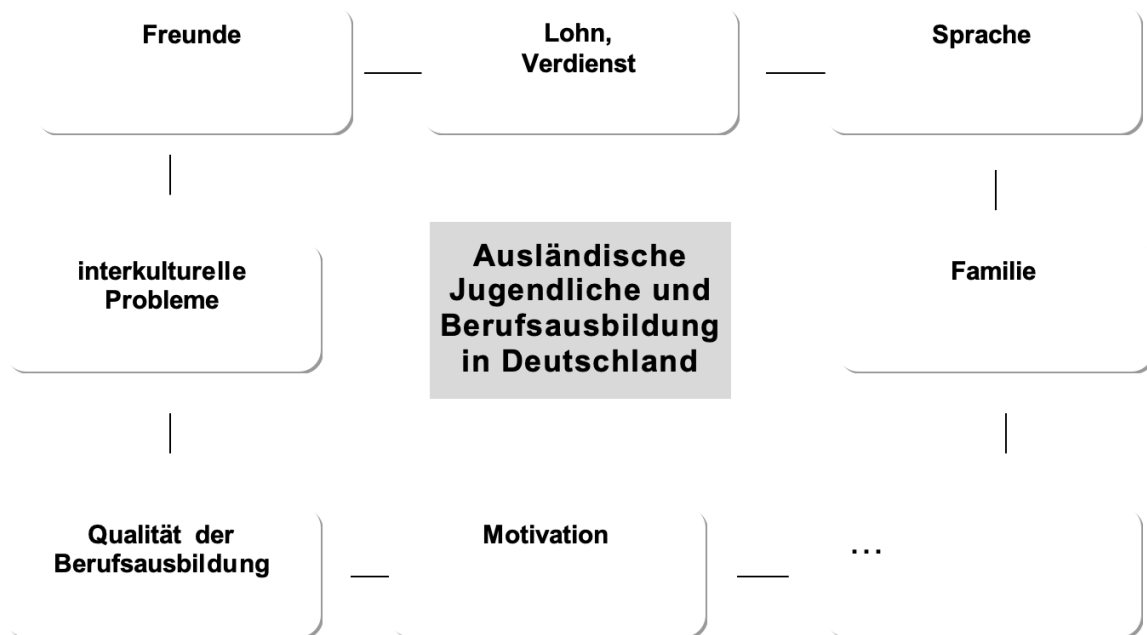 Freunde
Lohn,
Verdienst
Sprache
interkulturelle
Probleme
Ausländische
Jugendliche und
Berufsausbildung
in Deutschland
Familie
Qualität der
Berufsausbildung
Motivation
...